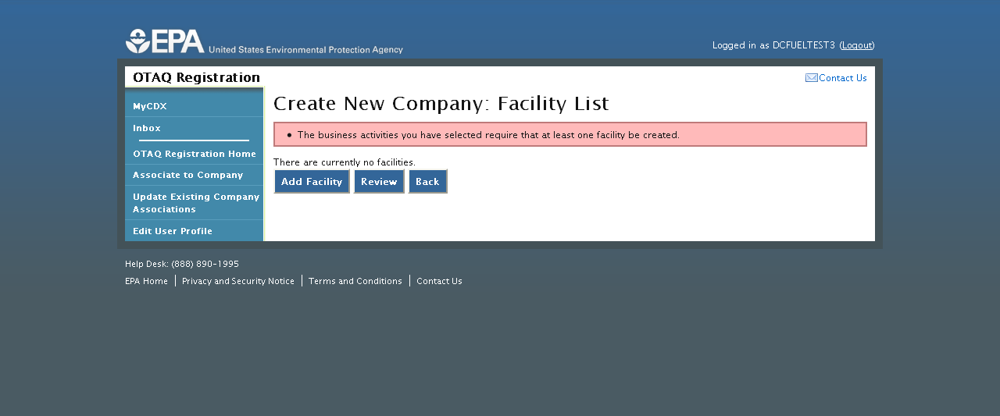 EPA United States Environmental Protection Agency
Logged in as DCFUELTEST3 (Logout)
OTAQ Registration
Contact Us
MyCDX
Inbox
OTAQ Registration Home
Associate to Company
Update Existing Company
Associations
Edit User Profile
Create New Company: Facility List
• The business activities you have selected require that at least one facility be created.
There are currently no facilities.
Add Facility Review Back
Help Desk: (888) 890-1995
EPA Home Privacy and Security Notice Terms and Conditions Contact Us